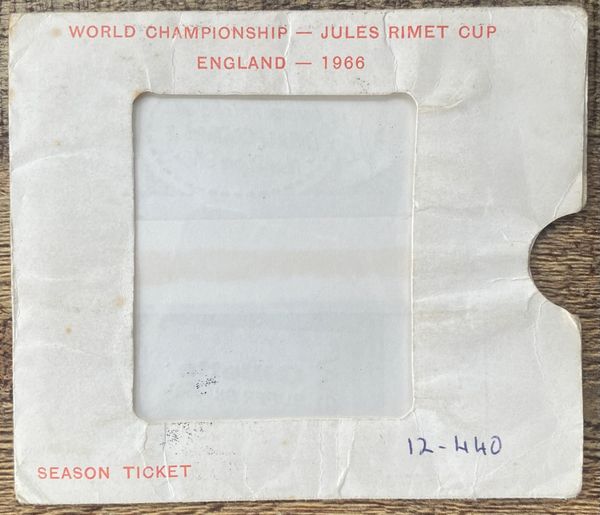 WORLD CHAMPIONSHIP — JULES RIMET CUP
ENGLAND — 1966
12-440
SEASON TICKET